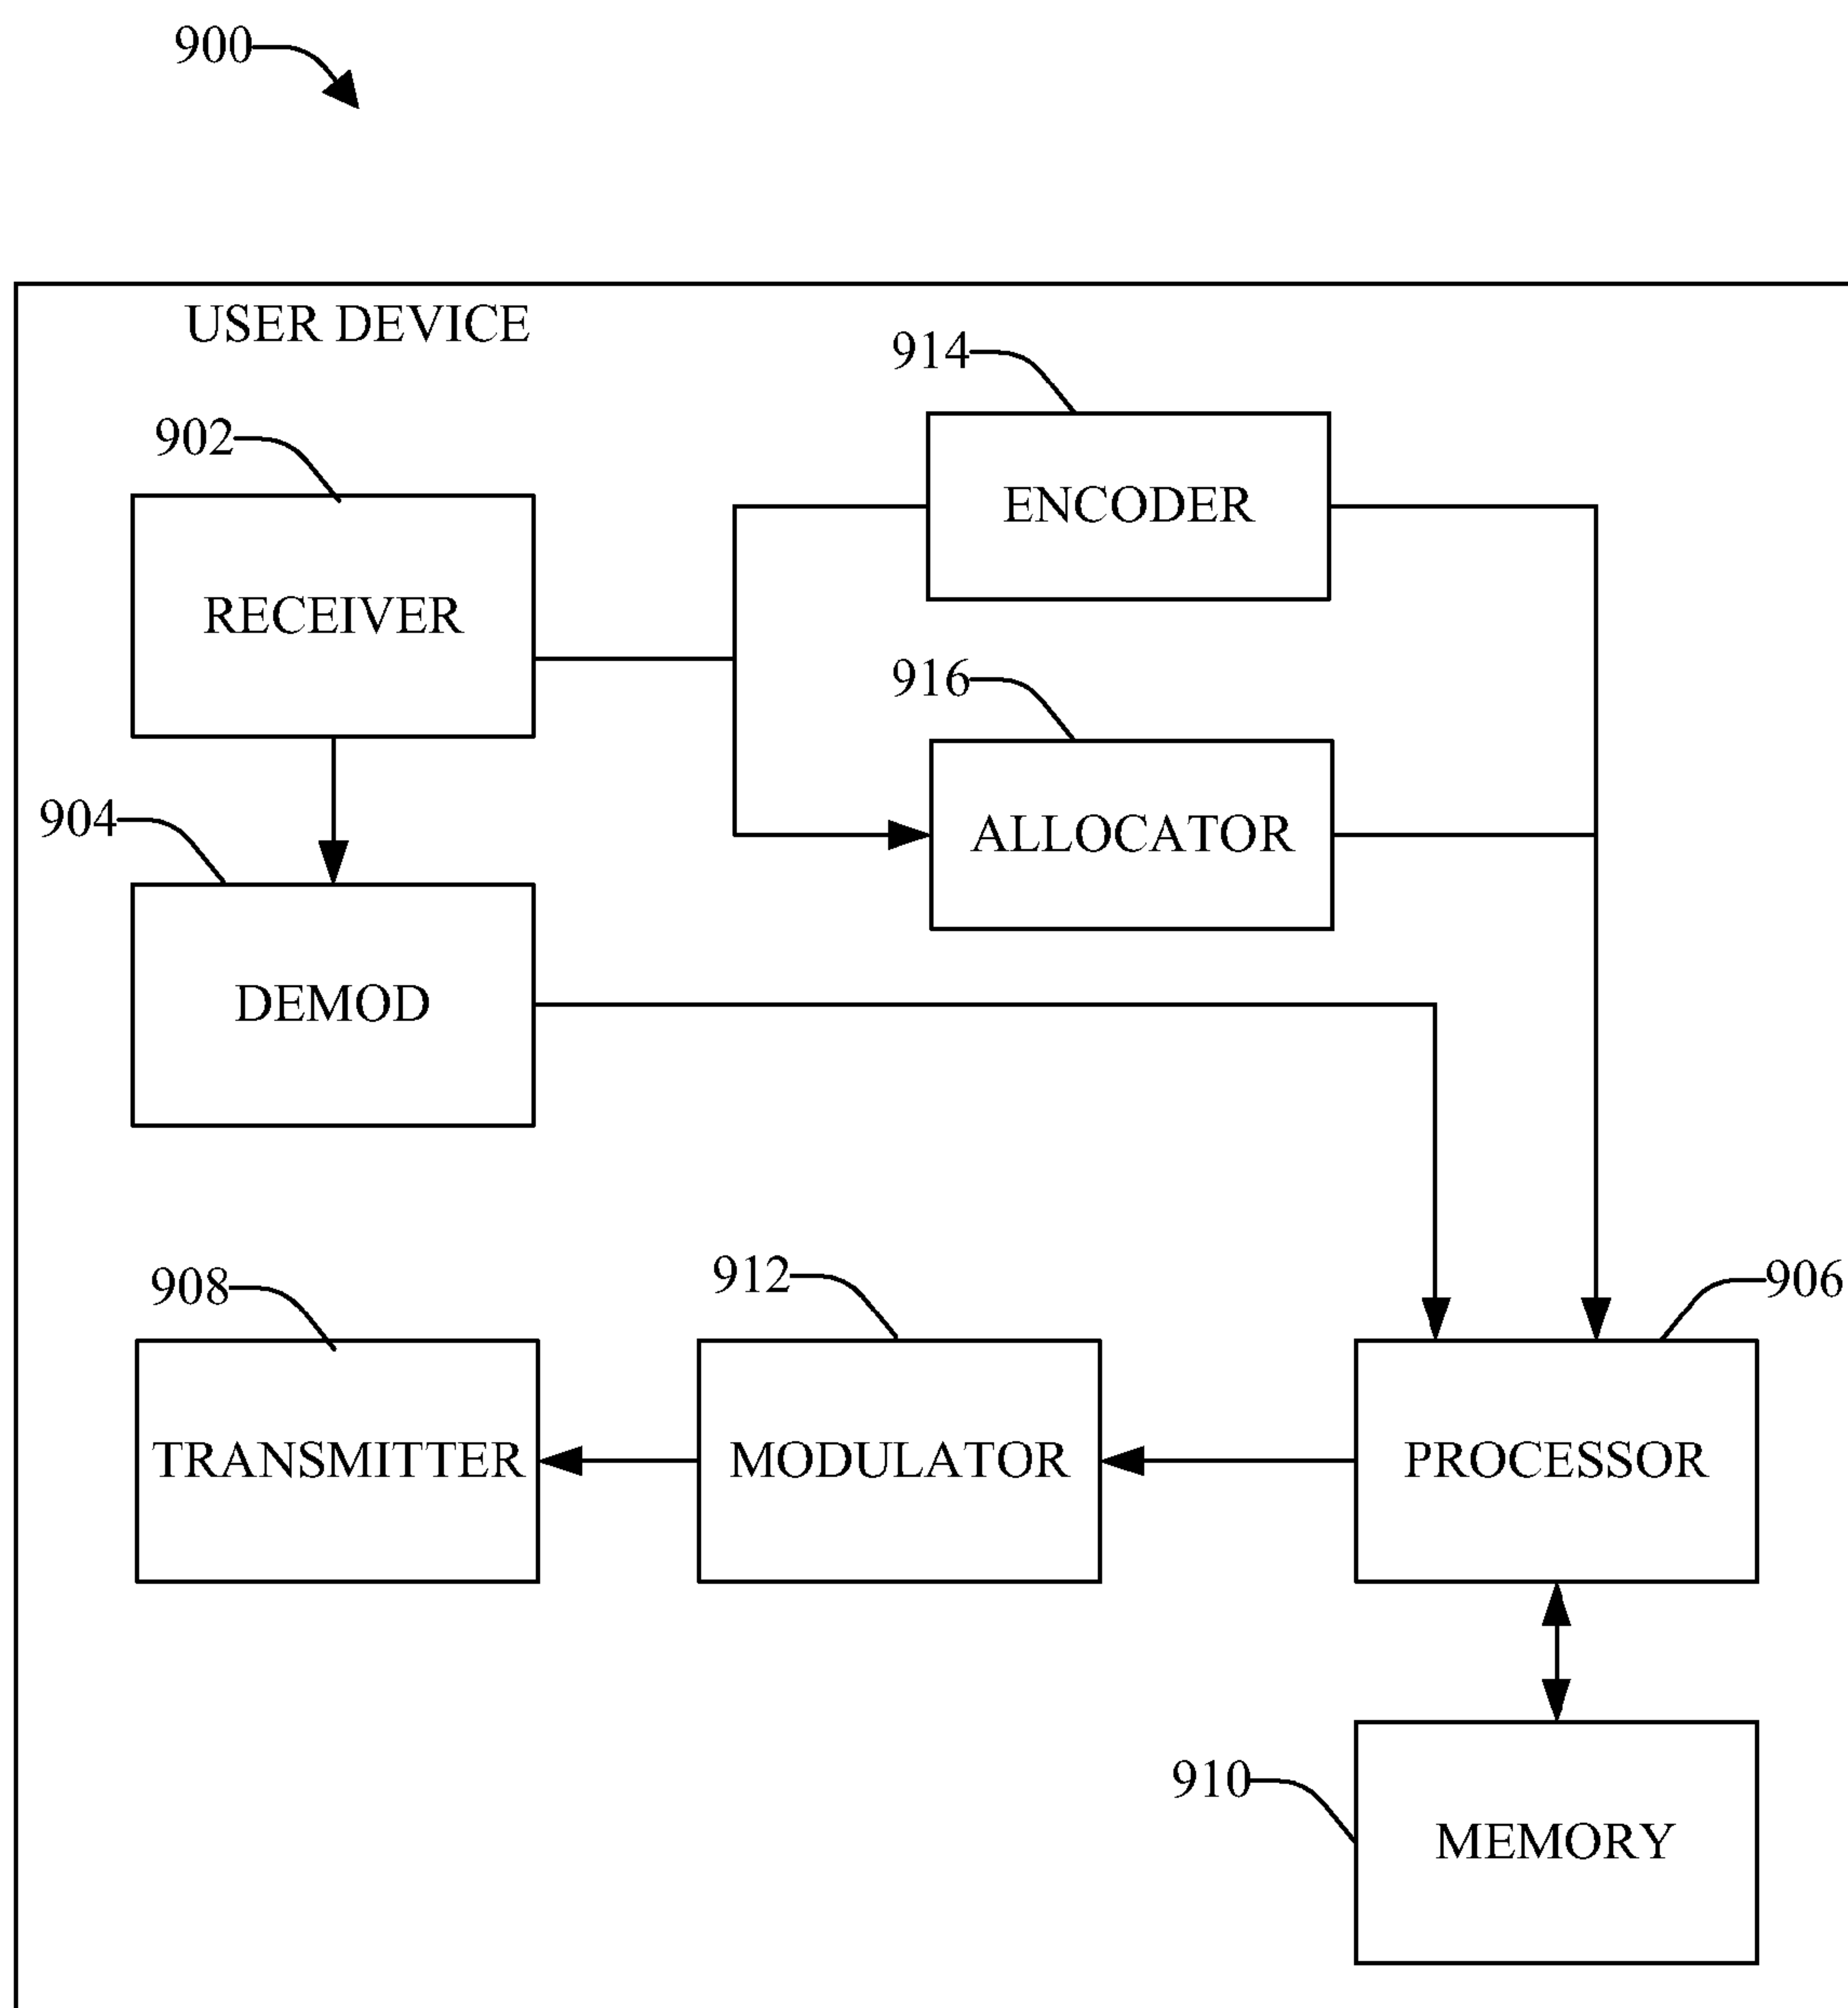 900
USER DEVICE
914
902
ENCODER
RECEIVER
916
904
ALLOCATOR
DEMOD
908
912
906
TRANSMITTER
MODULATOR
PROCESSOR
910
MEMORY